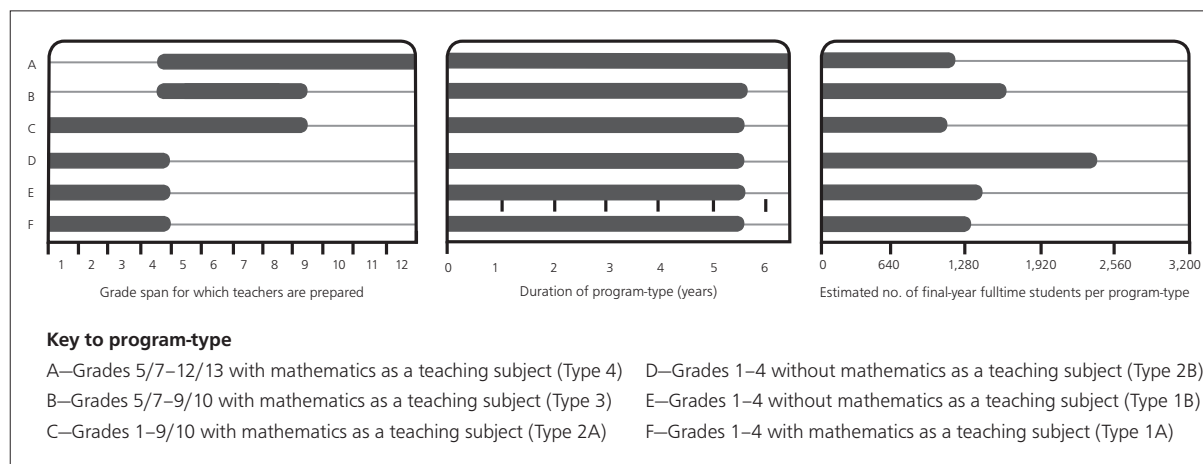 A
B
C
D
E
F
1 2 3 4 5 6 7 8 9 10 11 12
Grade span for which teachers are prepared
0 1 2 3 4 5 6
Duration of program-type (years)
0 640 1,280 1,920 2,560 3,200
Estimated no. of final-year fulltime students per program-type
Key to program-type
A—Grades 5/7–12/13 with mathematics as a teaching subject (Type 4)
B—Grades 5/7–9/10 with mathematics as a teaching subject (Type 3)
C—Grades 1–9/10 with mathematics as a teaching subject (Type 2A)
D—Grades 1–4 without mathematics as a teaching subject (Type 2B)
E—Grades 1–4 without mathematics as a teaching subject (Type 1B)
F—Grades 1–4 with mathematics as a teaching subject (Type 1A)